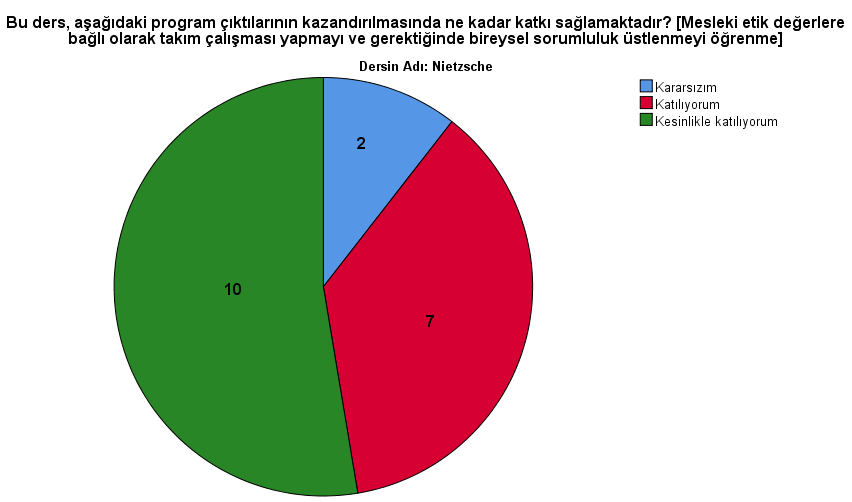 Bu ders, aşağıdaki program çıktılarının kazandırılmasında ne kadar katkı sağlamaktadır? [Mesleki etik değerlere
bağlı olarak takım çalışması yapmayı ve gerektiğinde bireysel sorumluluk üstlenmeyi öğrenme]
Dersin Adı: Nietzsche
Kararsızım
Katılıyorum
Kesinlikle katılıyorum
2
10
7